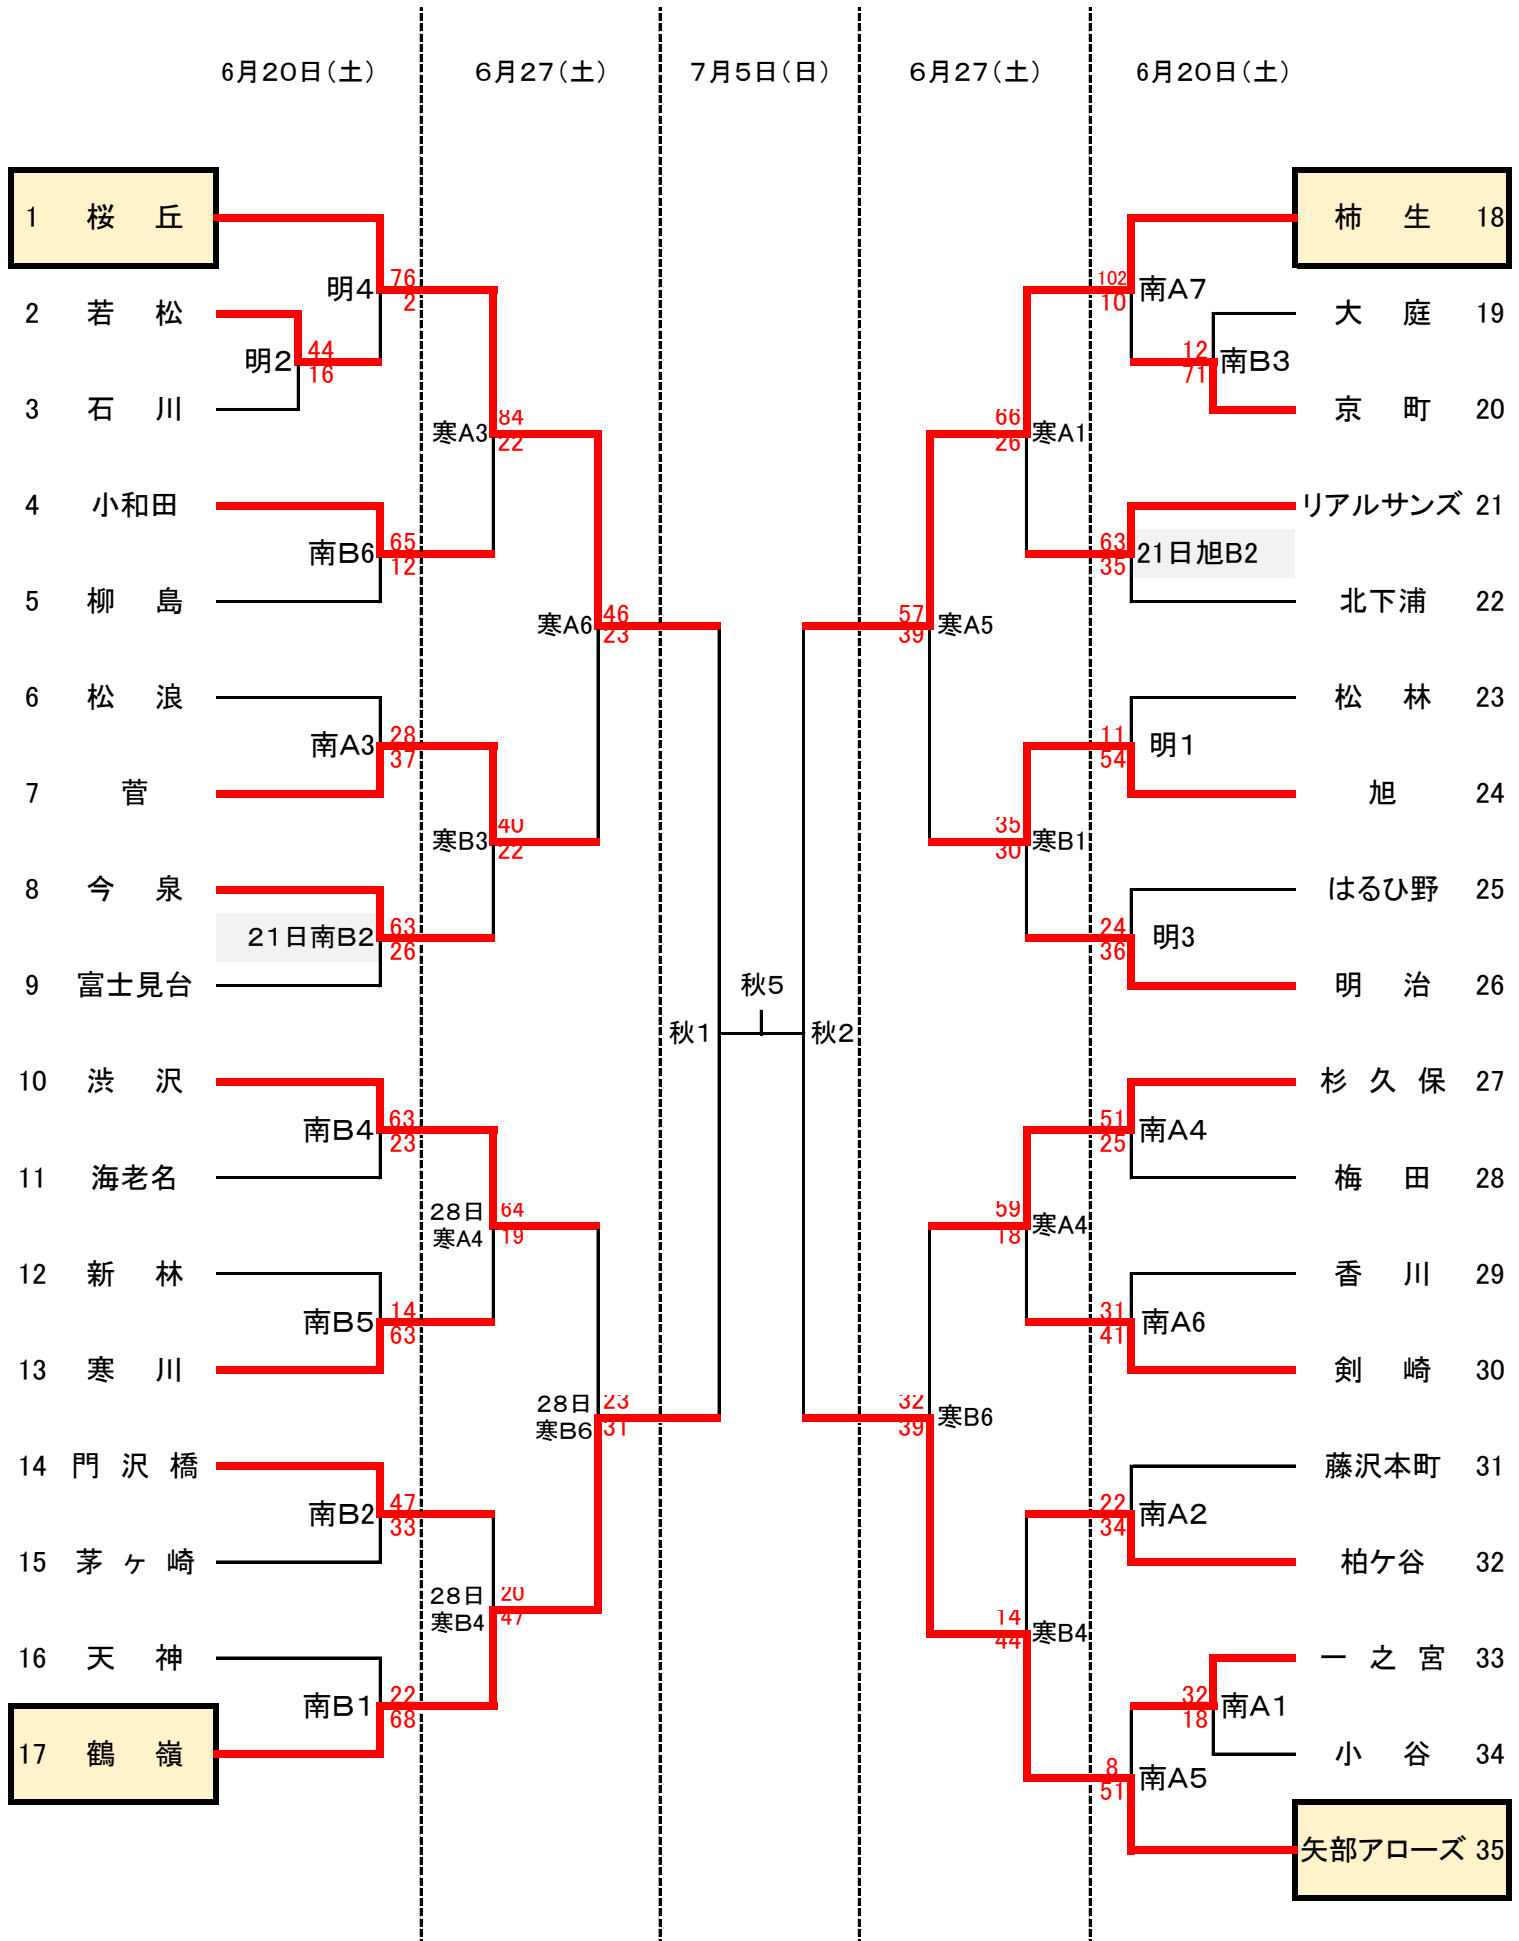 6月20日(土) 6月27(土) 7月5日(日) 6月27(土) 6月20日(土)
1 桜 丘
柿 生 18
明4 76
2
102
10 南A7
2 若 松
大 庭 19
明2 44
16
12
71 南B3
3 石 川
京 町 20
寒A3 84
22
66
26 寒A1
4 小和田
リアルサンズ 21
南B6 65
12
63
35 21日旭B2
5 柳 島
北下浦 22
寒A6 46
23
57
39 寒A5
6 松 浪
松 林 23
南A3 28
37
11
54 明1
7 菅
旭 24
寒B3 40
22
35
30 寒B1
8 今 泉
はるひ野 25
21日南B2 63
26
24
36 明3
9 富士見台
明 治 26
秋5
秋1 秋2
10 渋 沢
杉 久 保 27
南B4 63
23
51
25 南A4
11 海老名
梅 田 28
28日
寒A4 64
19
59
18 寒A4
12 新 林
香 川 29
南B5 14
63
31
41 南A6
13 寒 川
剣 崎 30
28日
寒B6 23
31
32
39 寒B6
14 門 沢 橋
藤沢本町 31
南B2 47
33
22
34 南A2
15 茅 ヶ 崎
柏ケ谷 32
28日
寒B4 20
47
14
44 寒B4
16 天 神
一 之 宮 33
南B1 22
68
32
18 南A1
17 鶴 嶺
小 谷 34
8
51 南A5
矢部アローズ 35